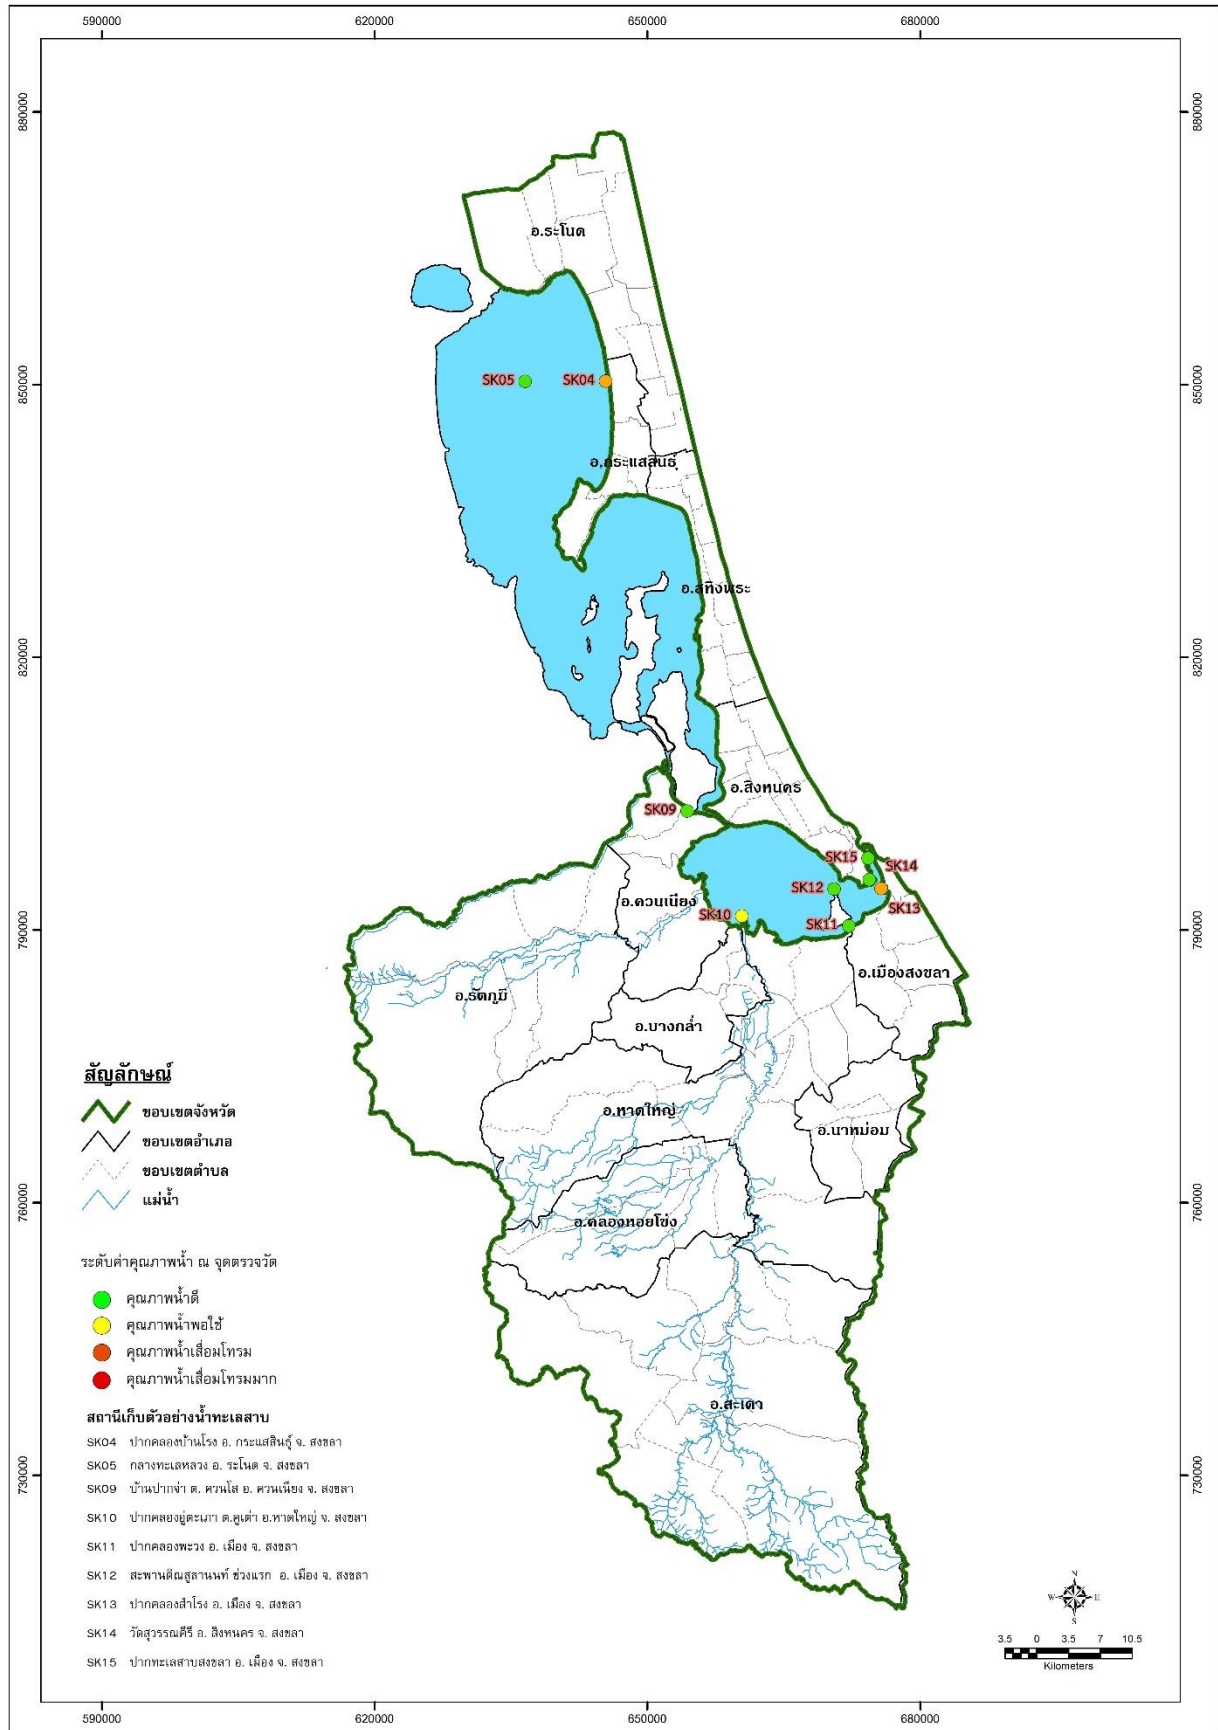 590000
620000
650000
680000
880000
880000
อ.ระโนด
SK05
SK04
850000
850000
อ.กระแสสินธุ์
อ.สทิงพระ
820000
820000
อ.สิงหนคร
SK09
SK15
SK14
SK12
SK13
SK10
SK11
อ.ควนเนียง
790000
790000
อ.เมืองสงขลา
อ.รัตภูมิ
อ.บางกล่ำ
สัญลักษณ์
ขอบเขตจังหวัด
ขอบเขตอำเภอ
ขอบเขตตำบล
แม่น้ำ
อ.หาดใหญ่
อ.นาหม่อม
760000
760000
อ.คลองหอยโข่ง
ระดับค่าคุณภาพน้ำ ณ จุดตรวจวัด
คุณภาพน้ำดี
คุณภาพน้ำพอใช้
คุณภาพน้ำเสื่อมโทรม
คุณภาพน้ำเสื่อมโทรมมาก
อ.สะเดา
สถานีเก็บตัวอย่างน้ำทะเลสาบ
SK04 ปากคลองบ้านโรง อ. กระแสสินธุ์ จ. สงขลา
SK05 กลางทะเลหลวง อ. ระโนด จ. สงขลา
SK09 บ้านปากจ่า ต. ควนโส อ. ควนเนียง จ. สงขลา
SK10 ปากคลองอู่ตะเภา ต.คูเต่า อ.หาดใหญ่ จ. สงขลา
SK11 ปากคลองพะวง อ. เมือง จ. สงขลา
SK12 สะพานติณสูลานนท์ ช่วงแรก อ. เมือง จ. สงขลา
SK13 ปากคลองสำโรง อ. เมือง จ. สงขลา
SK14 วัดสุวรรณคีรี อ. สิงหนคร จ. สงขลา
SK15 ปากทะเลสาบสงขลา อ. เมือง จ. สงขลา
730000
730000
N
W E
S
3.5 0 3.5 7 10.5
Kilometers
590000
620000
650000
680000